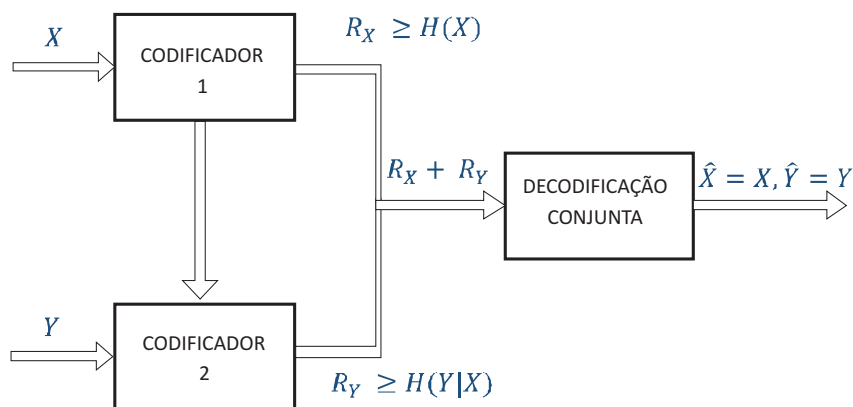 X
CODIFICADOR
1
R_X ≥ H(X)
R_X + R_Y
DECODIFICAÇÃO
CONJUNTA
X̂ = X, Ŷ = Y
Y
CODIFICADOR
2
R_Y ≥ H(Y|X)